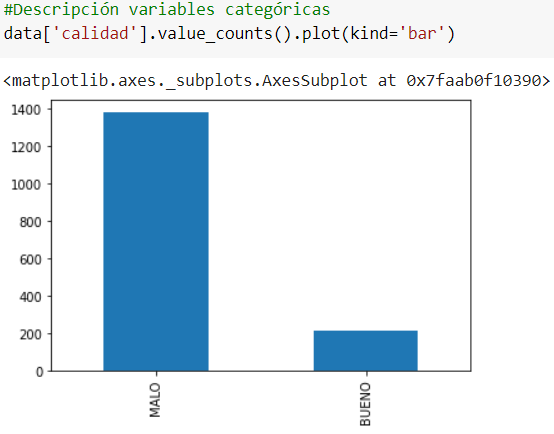 #Descripción variables categóricas
data['calidad'].value_counts().plot(kind='bar')
<matplotlib.axes._subplots.AxesSubplot at 0x7faab0f10390>
1400
1200
1000
800
600
400
200
0
MALO
BUENO